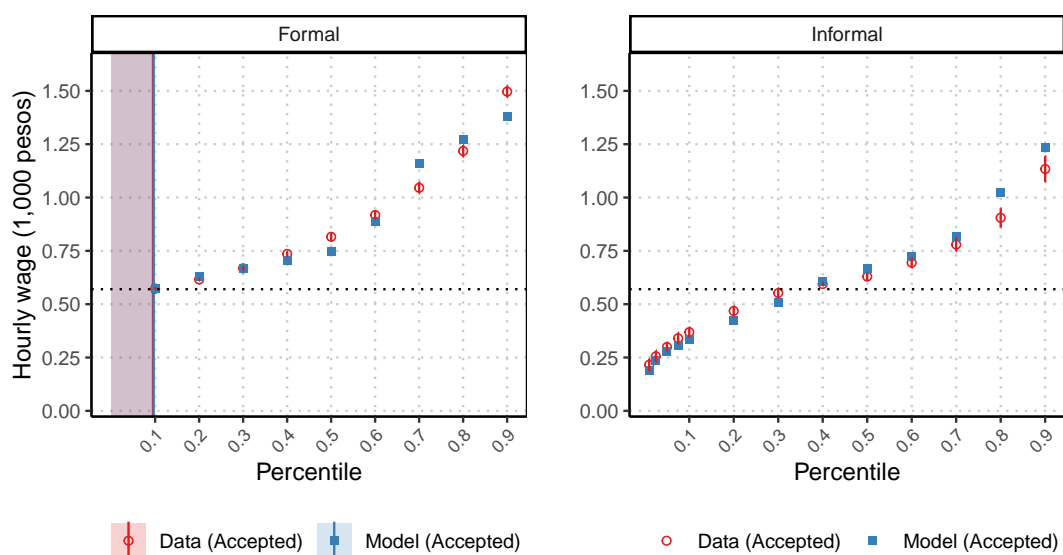 Formal
Informal
Hourly wage (1,000 pesos)
1.50
1.25
1.00
0.75
0.50
0.25
0.00
0.1 0.2 0.3 0.4 0.5 0.6 0.7 0.8 0.9
Percentile
1.50
1.25
1.00
0.75
0.50
0.25
0.00
0.1 0.2 0.3 0.4 0.5 0.6 0.7 0.8 0.9
Percentile
Data (Accepted) Model (Accepted)
Data (Accepted) Model (Accepted)